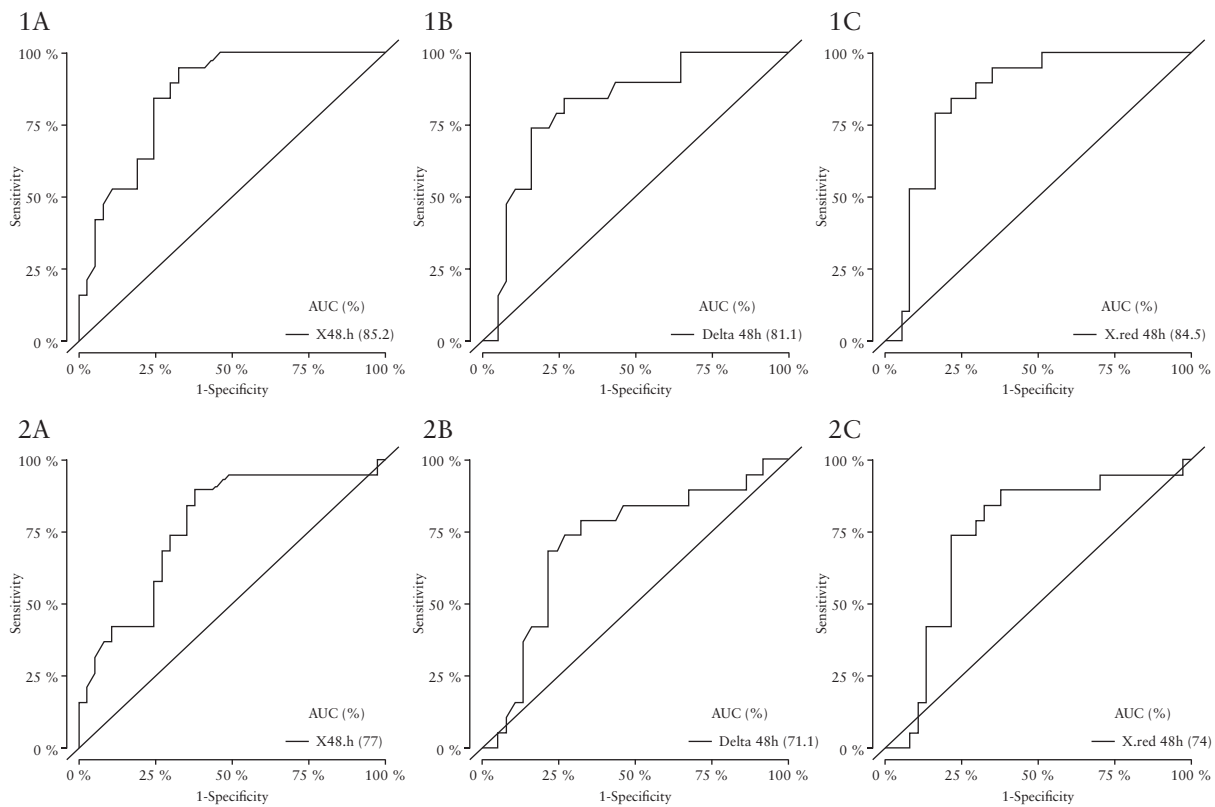 1A
1B
1C
100 %
75 %
50 %
25 %
0 %
Sensitivity
AUC (%)
X48.h (85.2)
0 %
25 %
50 %
75 %
100 %
1-Specificity
100 %
75 %
50 %
25 %
0 %
Sensitivity
AUC (%)
Delta 48h (81.1)
0 %
25 %
50 %
75 %
100 %
1-Specificity
100 %
75 %
50 %
25 %
0 %
Sensitivity
AUC (%)
X.red 48h (84.5)
0 %
25 %
50 %
75 %
100 %
1-Specificity
2A
2B
2C
100 %
75 %
50 %
25 %
0 %
Sensitivity
AUC (%)
X48.h (77)
0 %
25 %
50 %
75 %
100 %
1-Specificity
100 %
75 %
50 %
25 %
0 %
Sensitivity
AUC (%)
Delta 48h (71.1)
0 %
25 %
50 %
75 %
100 %
1-Specificity
100 %
75 %
50 %
25 %
0 %
Sensitivity
AUC (%)
X.red 48h (74)
0 %
25 %
50 %
75 %
100 %
1-Specificity